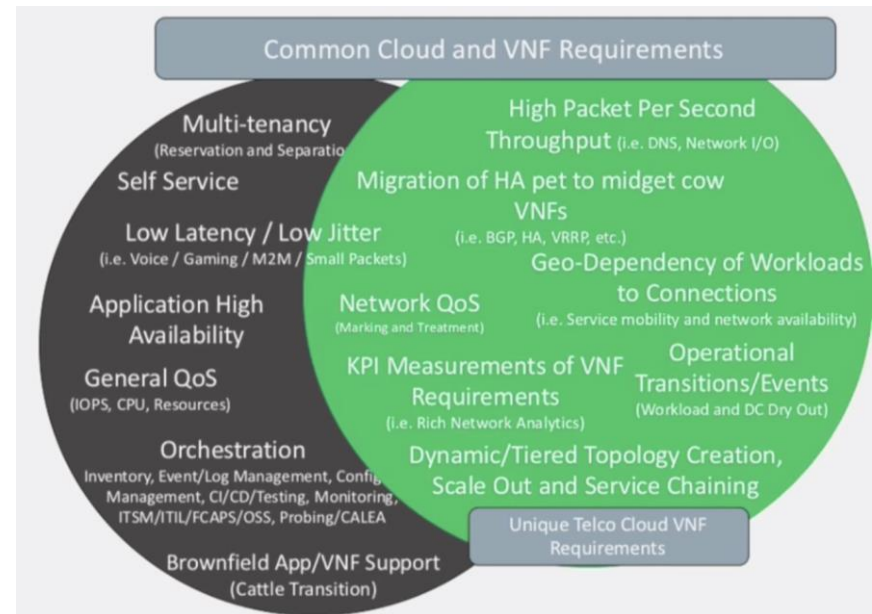 Common Cloud and VNF Requirements
Multi-tenancy
(Reservation and Separatio
Self Service
Low Latency / Low Jitter
(i.e. Voice / Gaming / M2M / Small Packets)
Application High
Availability
General QoS
(IOPS, CPU, Resources)
Orchestration
Inventory, Event/Log Management, Config
Management, CI/CD/Testing, Monitoring,
ITSM/ITIL/FCAPS/OSS, Probing/CALEA
Brownfield App/VNF Support
(Cattle Transition)
High Packet Per Second
Throughput (i.e. DNS, Network I/O)
Migration of HA pet to midget cow
VNFs
(i.e. BGP, HA, VRRP, etc.)
Geo-Dependency of Workloads
to Connections
(i.e. Service mobility and network availability)
Network QoS
(Marking and Treatment)
KPI Measurements of VNF
Requirements
(i.e. Rich Network Analytics)
Operational
Transitions/Events
(Workload and DC Dry Out)
Dynamic/Tiered Topology Creation,
Scale Out and Service Chaining
Unique Telco Cloud VNF
Requirements